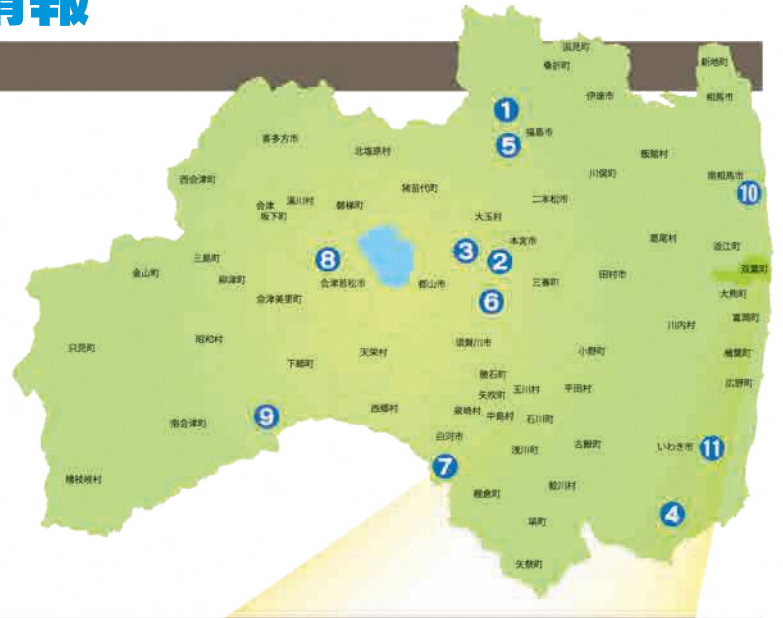 情報
国見町
桑折町
新地町
伊達市
相馬市
1
福島市
5
喜多方市
北塩原村
飯舘村
西会津町
猪苗代町
川俣町
南相馬市
10
会津
坂下町
湯川村
磐梯町
二本松市
大玉村
本宮市
葛尾村
浪江町
3
2
8
三島町
金山町
柳津町
会津若松市
郡山市
三春町
田村市
双葉町
大熊町
会津美里町
6
富岡町
川内村
昭和村
只見町
天栄村
須賀川市
小野町
楢葉町
下郷町
鏡石町
広野町
矢吹町
玉川村
平田村
西郷村
泉崎村
中島村
石川町
9
南会津町
白河市
浅川町
古殿町
いわき市
11
7
檜枝岐村
棚倉町
鮫川村
4
塙町
矢祭町